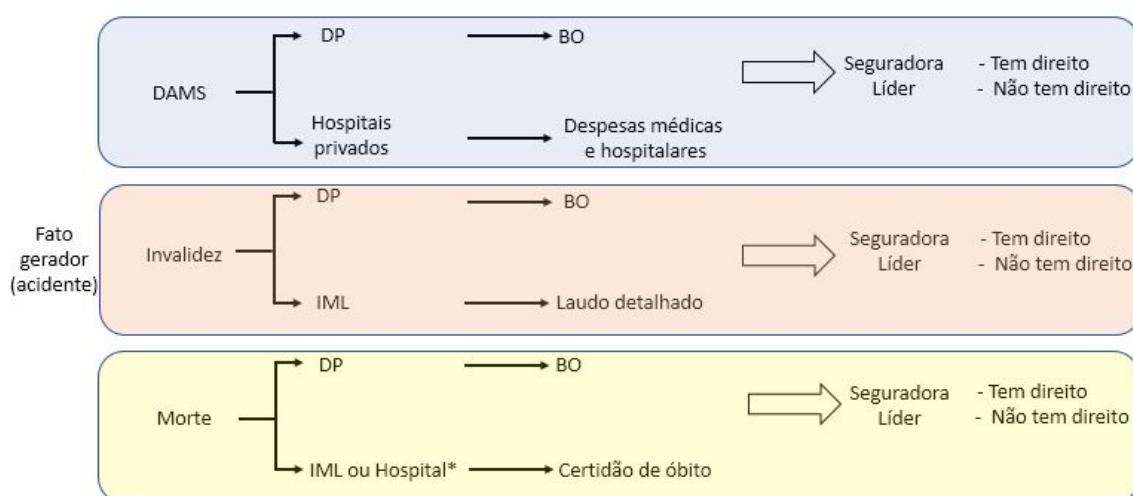 DP
BO
DAMS
Seguradora
Líder
- Tem direito
- Não tem direito
Hospitais
privados
Despesas médicas
e hospitalares
Fato
gerador
(acidente)
DP
BO
Invalidez
Seguradora
Líder
- Tem direito
- Não tem direito
IML
Laudo detalhado
DP
BO
Morte
Seguradora
Líder
- Tem direito
- Não tem direito
IML ou Hospital*
Certidão de óbito